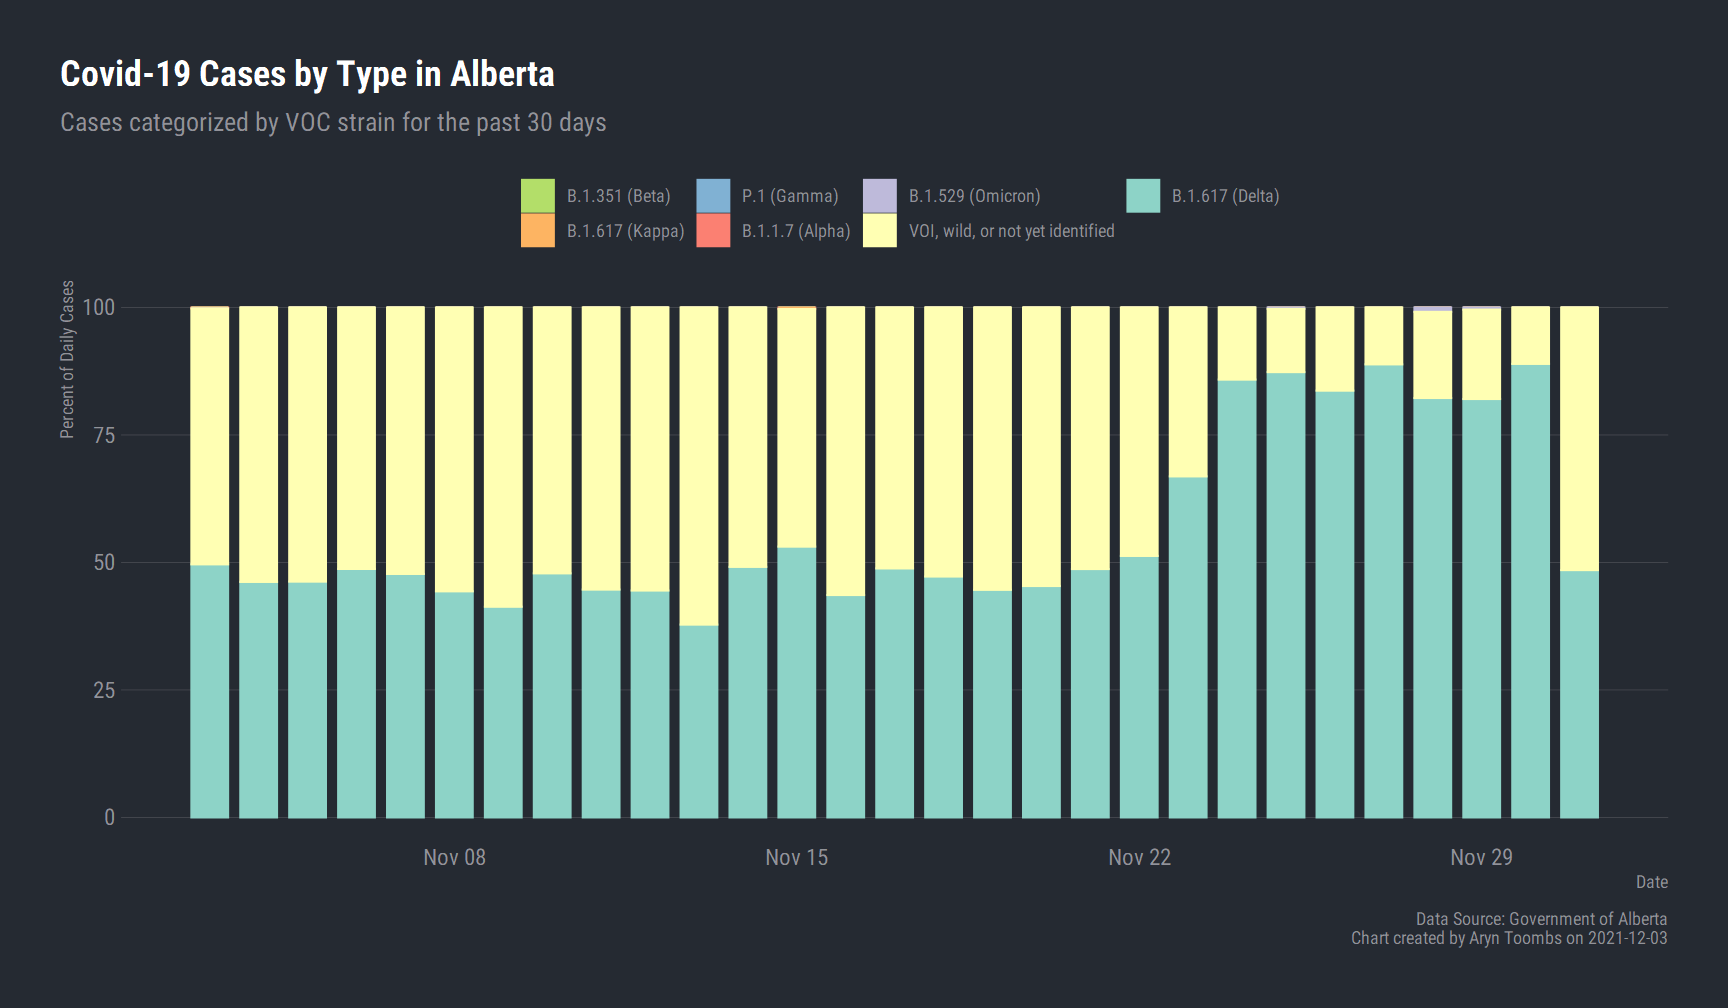 Covid-19 Cases by Type in Alberta
Cases categorized by VOC strain for the past 30 days
B.1.351 (Beta) P.1 (Gamma) B.1.529 (Omicron) B.1.617 (Delta)
B.1.617 (Kappa) B.1.1.7 (Alpha) VOI, wild, or not yet identified
Percent of Daily Cases
100
75
50
25
0
Nov 08 Nov 15 Nov 22 Nov 29
Date
Data Source: Government of Alberta
Chart created by Aryn Toombs on 2021-12-03